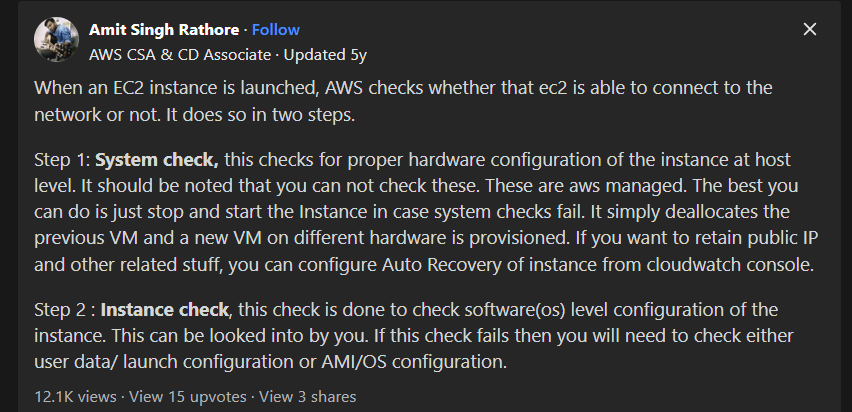 Amit Singh Rathore · Follow
AWS CSA & CD Associate · Updated 5y
When an EC2 instance is launched, AWS checks whether that ec2 is able to connect to the
network or not. It does so in two steps.
Step 1: System check, this checks for proper hardware configuration of the instance at host
level. It should be noted that you can not check these. These are aws managed. The best you
can do is just stop and start the Instance in case system checks fail. It simply deallocates the
previous VM and a new VM on different hardware is provisioned. If you want to retain public IP
and other related stuff, you can configure Auto Recovery of instance from cloudwatch console.
Step 2 : Instance check, this check is done to check software(os) level configuration of the
instance. This can be looked into by you. If this check fails then you will need to check either
user data/ launch configuration or AMI/OS configuration.
12.1K views · View 15 upvotes · View 3 shares